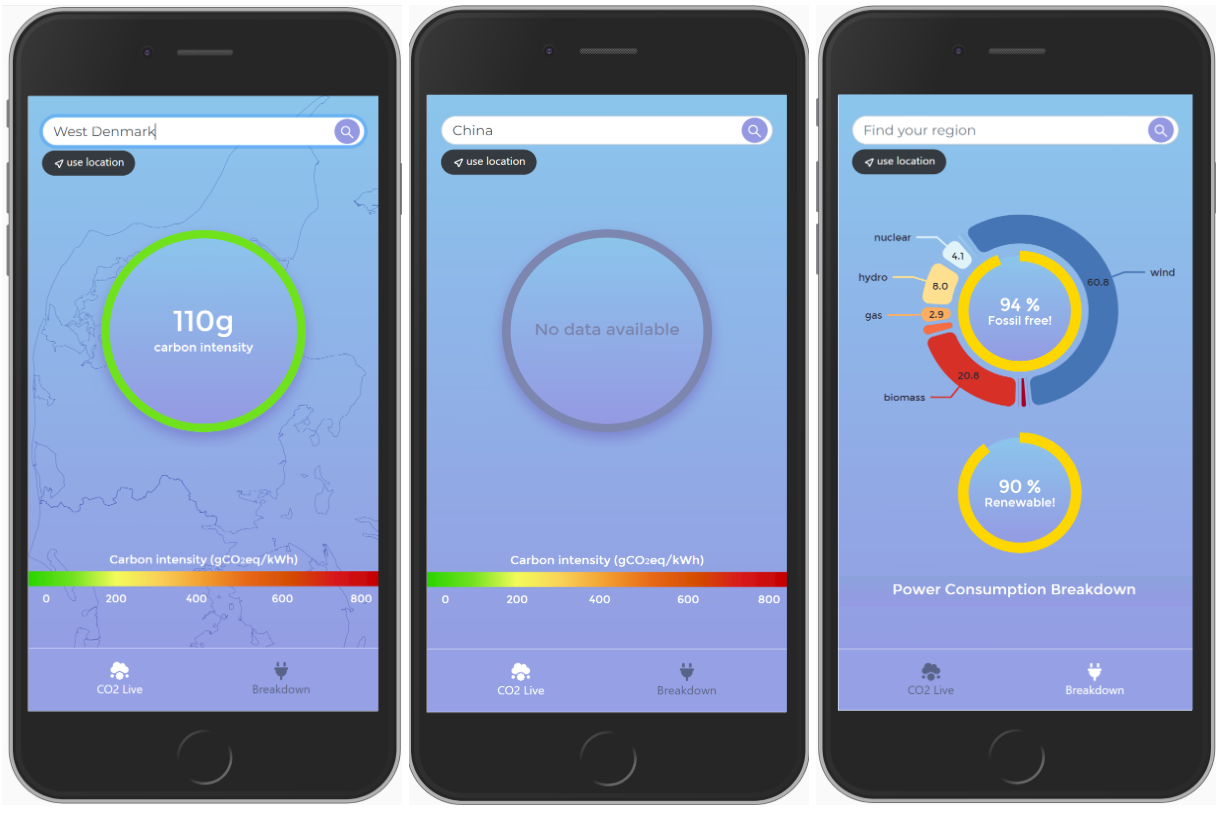 West Denmark
use location
110g
carbon intensity
Carbon intensity (gCO₂eq/kWh)
0 200 400 600 800
CO2 Live Breakdown
China
use location
No data available
Carbon intensity (gCO₂eq/kWh)
0 200 400 600 800
CO2 Live Breakdown
Find your region
use location
nuclear 4.1
hydro 8.0
gas 2.9
biomass 20.8
wind 60.8
94 %
Fossil free!
90 %
Renewable!
Power Consumption Breakdown
CO2 Live Breakdown